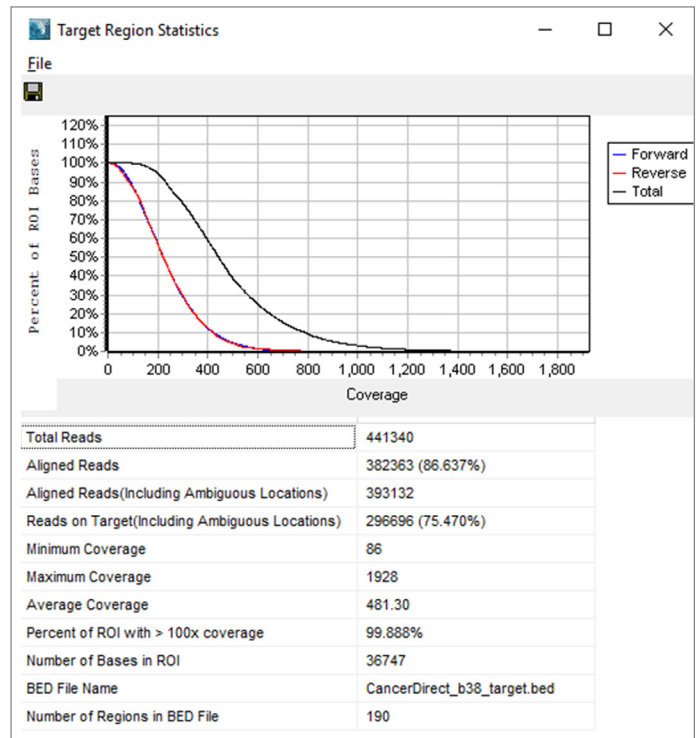 Target Region Statistics
File
Percent of ROI Bases
120%
110%
100%
90%
80%
70%
60%
50%
40%
30%
20%
10%
0%
0 200 400 600 800 1,000 1,200 1,400 1,600 1,800
Coverage
Forward
Reverse
Total
Total Reads 441340
Aligned Reads 382363 (86.637%)
Aligned Reads(Including Ambiguous Locations) 393132
Reads on Target(Including Ambiguous Locations) 296696 (75.470%)
Minimum Coverage 86
Maximum Coverage 1928
Average Coverage 481.30
Percent of ROI with > 100x coverage 99.888%
Number of Bases in ROI 36747
BED File Name CancerDirect_b38_target.bed
Number of Regions in BED File 190